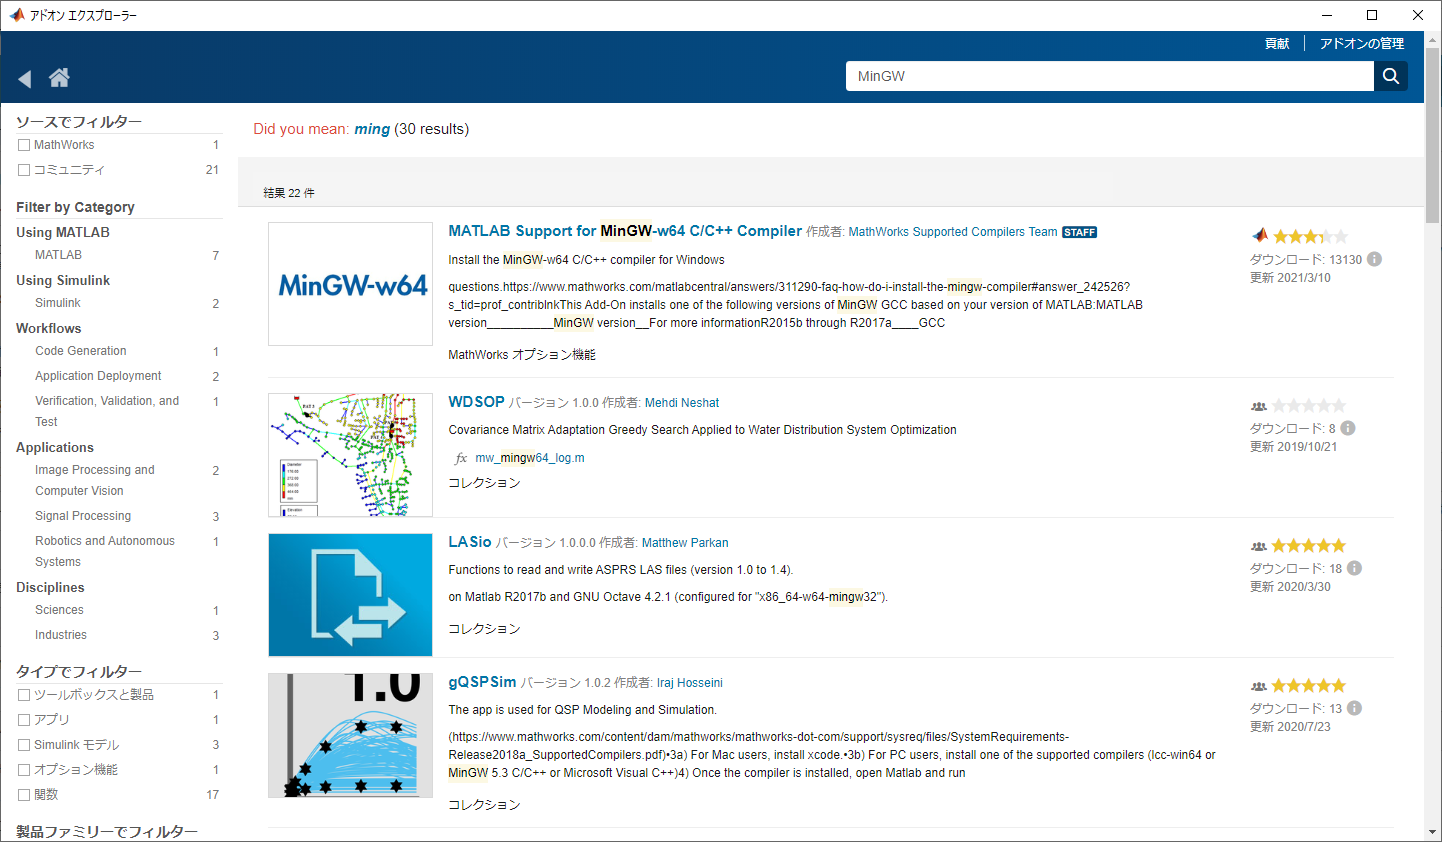 アドオン エクスプローラー
貢献
アドオンの管理
MinGW
ソースでフィルター
MathWorks 1
コミュニティ 21
Filter by Category
Using MATLAB
MATLAB 7
Using Simulink
Simulink 2
Workflows
Code Generation 1
Application Deployment 2
Verification, Validation, and 1
Test
Applications
Image Processing and 2
Computer Vision
Signal Processing 3
Robotics and Autonomous 1
Systems
Disciplines
Sciences 1
Industries 3
タイプでフィルター
ツールボックスと製品 1
アプリ 1
Simulink モデル 3
オプション機能 1
関数 17
製品ファミリーでフィルター
Did you mean: ming (30 results)
結果 22 件
MinGW-w64
MATLAB Support for MinGW-w64 C/C++ Compiler 作成者: MathWorks Supported Compilers Team STAFF
Install the MinGW-w64 C/C++ compiler for Windows
questions.https://www.mathworks.com/matlabcentral/answers/311290-faq-how-do-i-install-the-mingw-compiler#answer_242526?
s_tid=prof_contriblnkThis Add-On installs one of the following versions of MinGW GCC based on your version of MATLAB:MATLAB
version__________MinGW version__For more informationR2015b through R2017a____GCC
MathWorks オプション機能
ダウンロード: 13130
更新 2021/3/10
WDSOP バージョン 1.0.0 作成者: Mehdi Neshat
Covariance Matrix Adaptation Greedy Search Applied to Water Distribution System Optimization
fx mw_mingw64_log.m
コレクション
ダウンロード: 8
更新 2019/10/21
LASio バージョン 1.0.0.0 作成者: Matthew Parkan
Functions to read and write ASPRS LAS files (version 1.0 to 1.4).
on Matlab R2017b and GNU Octave 4.2.1 (configured for "x86_64-w64-mingw32").
コレクション
ダウンロード: 18
更新 2020/3/30
1.0
gQSPSim バージョン 1.0.2 作成者: Iraj Hosseini
The app is used for QSP Modeling and Simulation.
(https://www.mathworks.com/content/dam/mathworks/mathworks-dot-com/support/sysreq/files/SystemRequirements-
Release2018a_SupportedCompilers.pdf)•3a) For Mac users, install xcode.•3b) For PC users, install one of the supported compilers (lcc-win64 or
MinGW 5.3 C/C++ or Microsoft Visual C++)4) Once the compiler is installed, open Matlab and run
コレクション
ダウンロード: 13
更新 2020/7/23